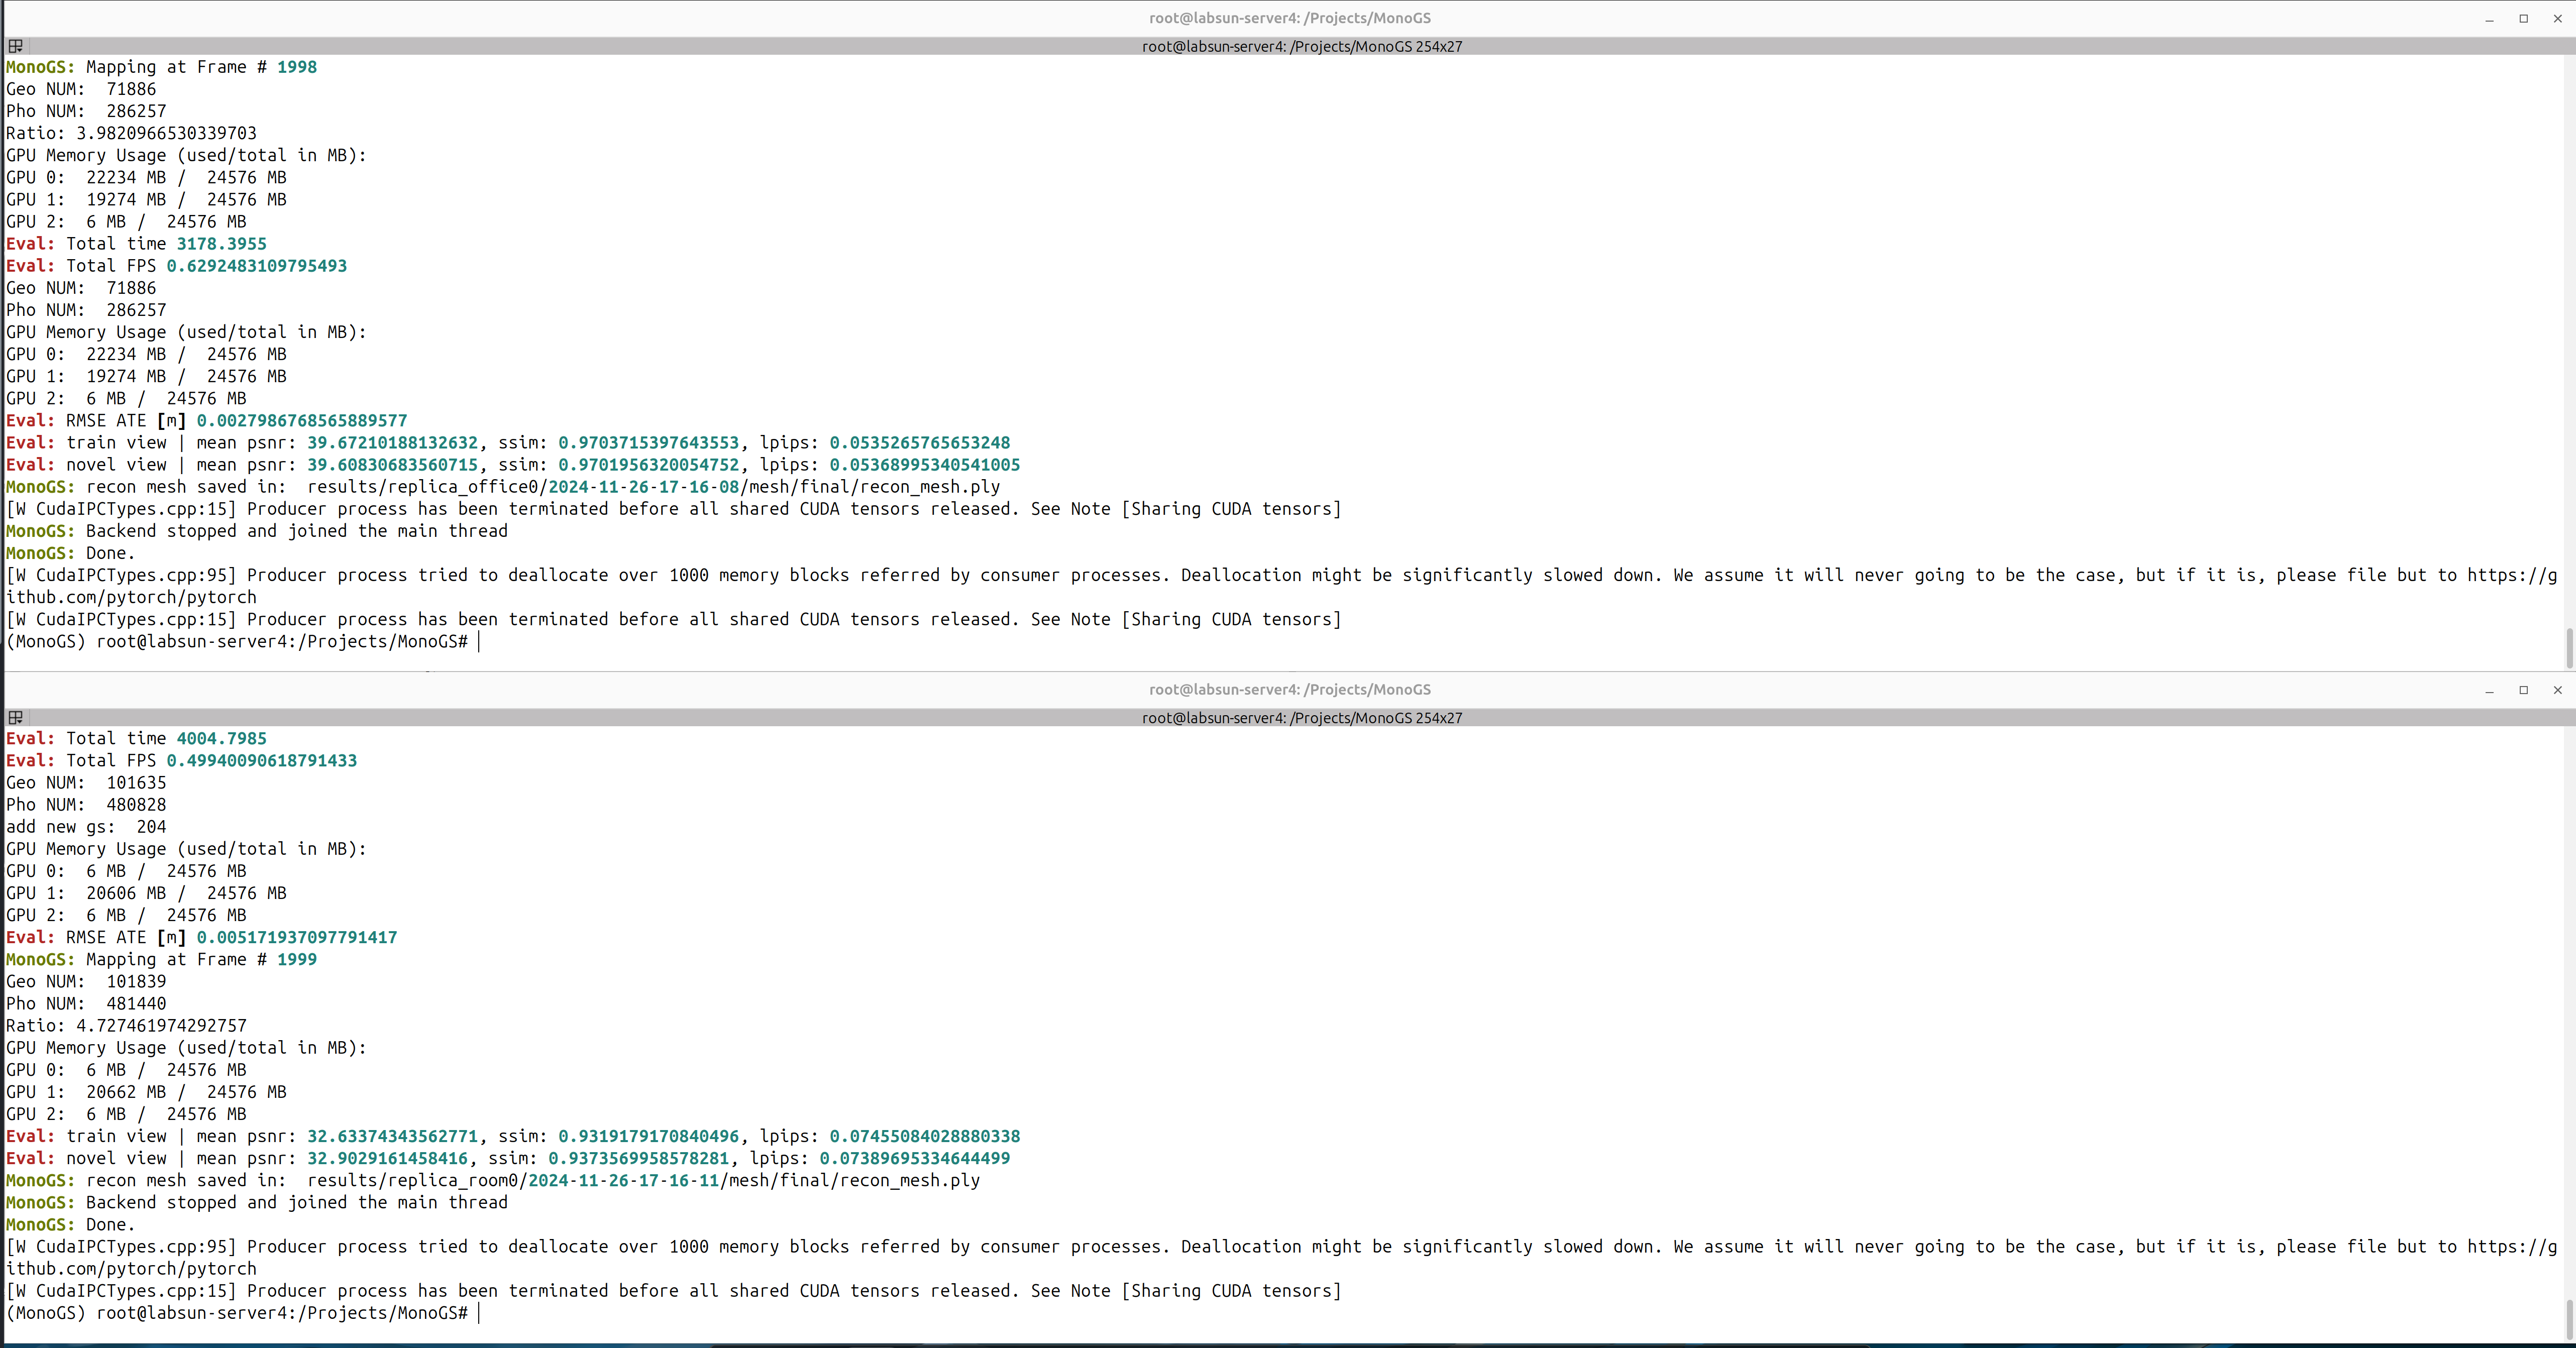 root@labsun-server4: /Projects/MonoGS
root@labsun-server4: /Projects/MonoGS 254x27
MonoGS: Mapping at Frame # 1998
Geo NUM:  71886
Pho NUM:  286257
Ratio: 3.9820966530339703
GPU Memory Usage (used/total in MB):
GPU 0:  22234 MB /  24576 MB
GPU 1:  19274 MB /  24576 MB
GPU 2:  6 MB /  24576 MB
Eval: Total time 3178.3955
Eval: Total FPS 0.6292483109795493
Geo NUM:  71886
Pho NUM:  286257
GPU Memory Usage (used/total in MB):
GPU 0:  22234 MB /  24576 MB
GPU 1:  19274 MB /  24576 MB
GPU 2:  6 MB /  24576 MB
Eval: RMSE ATE [m] 0.0027986768565889577
Eval: train view | mean psnr: 39.67210188132632, ssim: 0.9703715397643553, lpips: 0.0535265765653248
Eval: novel view | mean psnr: 39.60830683560715, ssim: 0.9701956320054752, lpips: 0.05368995340541005
MonoGS: recon mesh saved in:  results/replica_office0/2024-11-26-17-16-08/mesh/final/recon_mesh.ply
[W CudaIPCTypes.cpp:15] Producer process has been terminated before all shared CUDA tensors released. See Note [Sharing CUDA tensors]
MonoGS: Backend stopped and joined the main thread
MonoGS: Done.
[W CudaIPCTypes.cpp:95] Producer process tried to deallocate over 1000 memory blocks referred by consumer processes. Deallocation might be significantly slowed down. We assume it will never going to be the case, but if it is, please file but to https://g
ithub.com/pytorch/pytorch
[W CudaIPCTypes.cpp:15] Producer process has been terminated before all shared CUDA tensors released. See Note [Sharing CUDA tensors]
(MonoGS) root@labsun-server4:/Projects/MonoGS#
root@labsun-server4: /Projects/MonoGS
root@labsun-server4: /Projects/MonoGS 254x27
Eval: Total time 4004.7985
Eval: Total FPS 0.49940090618791433
Geo NUM:  101635
Pho NUM:  480828
add new gs:  204
GPU Memory Usage (used/total in MB):
GPU 0:  6 MB /  24576 MB
GPU 1:  20606 MB /  24576 MB
GPU 2:  6 MB /  24576 MB
Eval: RMSE ATE [m] 0.005171937097791417
MonoGS: Mapping at Frame # 1999
Geo NUM:  101839
Pho NUM:  481440
Ratio: 4.727461974292757
GPU Memory Usage (used/total in MB):
GPU 0:  6 MB /  24576 MB
GPU 1:  20662 MB /  24576 MB
GPU 2:  6 MB /  24576 MB
Eval: train view | mean psnr: 32.63374343562771, ssim: 0.9319179170840496, lpips: 0.07455084028880338
Eval: novel view | mean psnr: 32.9029161458416, ssim: 0.9373569958578281, lpips: 0.07389695334644499
MonoGS: recon mesh saved in:  results/replica_room0/2024-11-26-17-16-11/mesh/final/recon_mesh.ply
MonoGS: Backend stopped and joined the main thread
MonoGS: Done.
[W CudaIPCTypes.cpp:95] Producer process tried to deallocate over 1000 memory blocks referred by consumer processes. Deallocation might be significantly slowed down. We assume it will never going to be the case, but if it is, please file but to https://g
ithub.com/pytorch/pytorch
[W CudaIPCTypes.cpp:15] Producer process has been terminated before all shared CUDA tensors released. See Note [Sharing CUDA tensors]
(MonoGS) root@labsun-server4:/Projects/MonoGS#